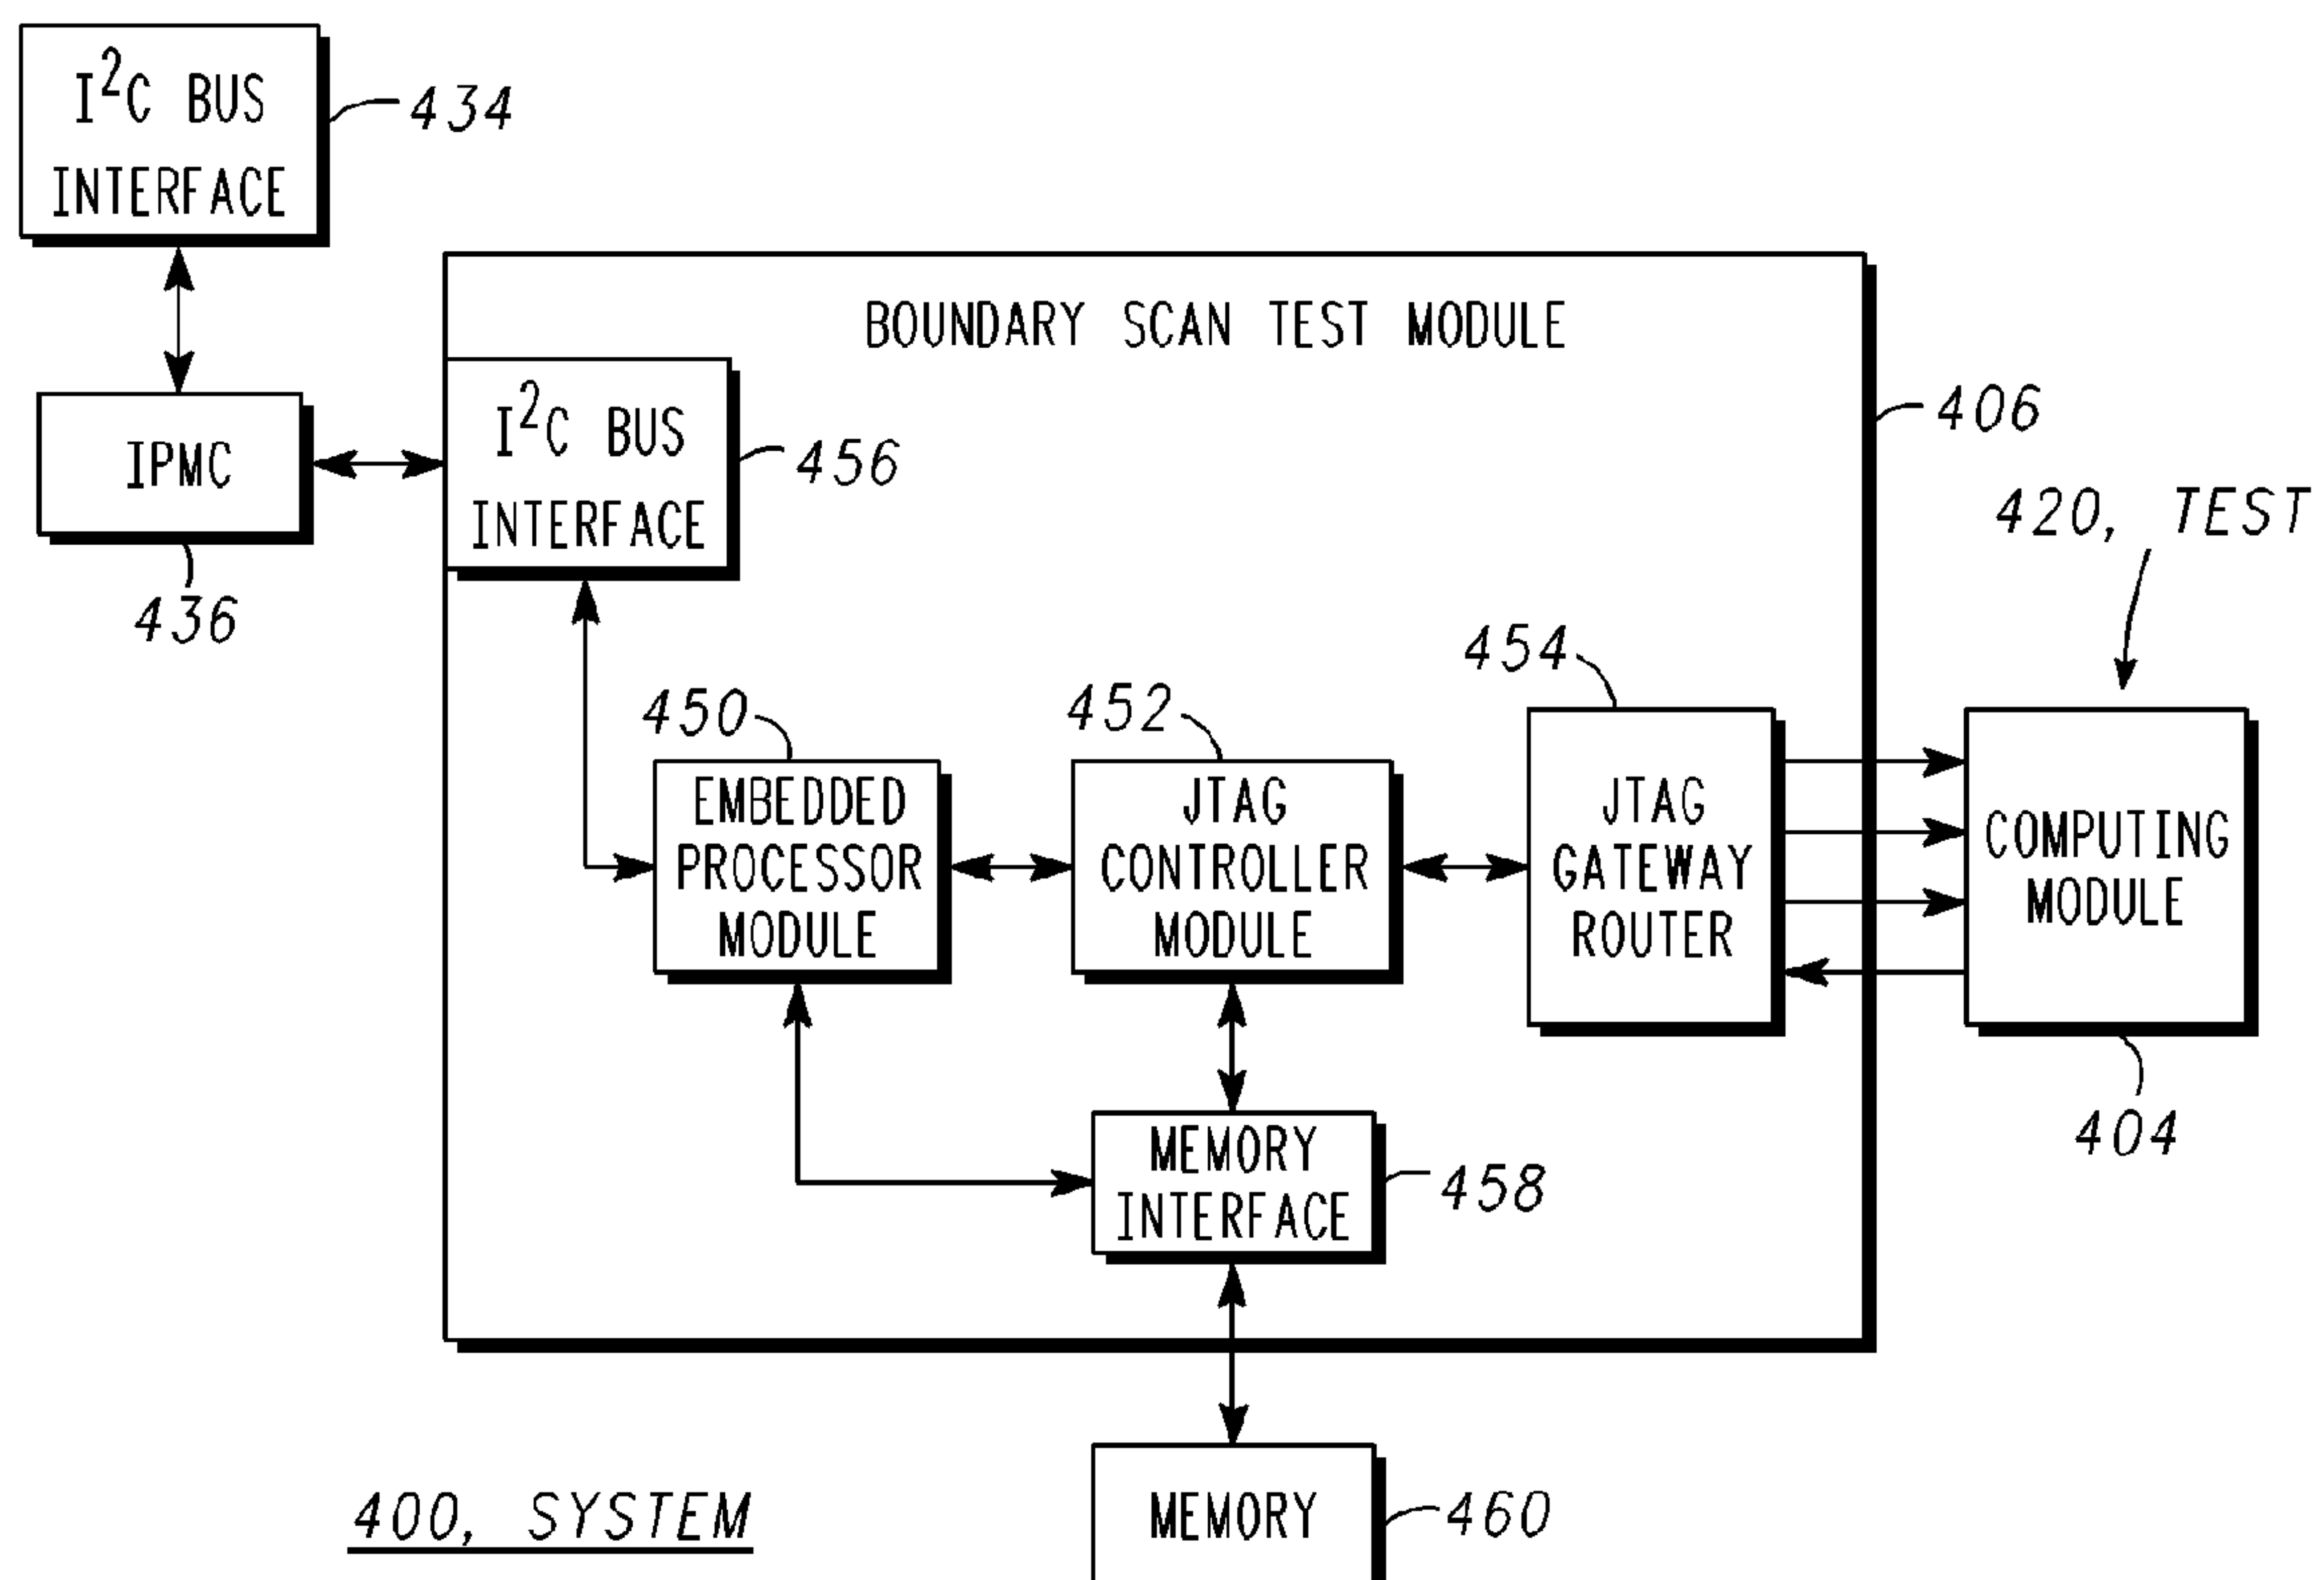 I²C BUS
INTERFACE
434
BOUNDARY SCAN TEST MODULE
I²C BUS
INTERFACE
456
406
IPMC
436
420, TEST
450
EMBEDDED
PROCESSOR
MODULE
452
JTAG
CONTROLLER
MODULE
454
JTAG
GATEWAY
ROUTER
COMPUTING
MODULE
404
MEMORY
INTERFACE
458
MEMORY
460
400, SYSTEM